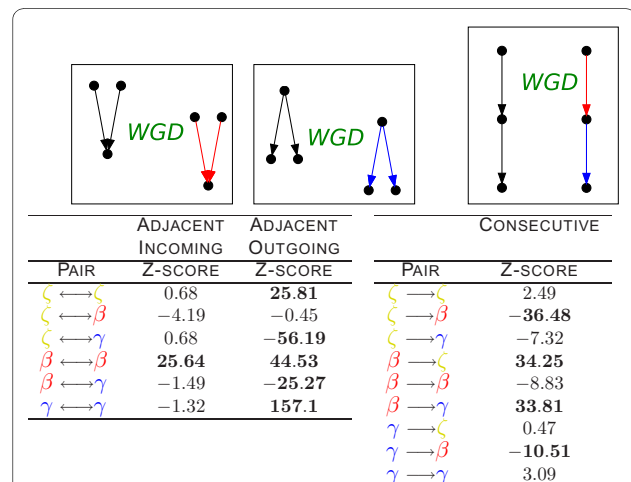 WGD
WGD
WGD
ADJACENT ADJACENT
INCOMING OUTGOING
PAIR Z-SCORE Z-SCORE
ζ ⟷ ζ 0.68 25.81
ζ ⟷ β −4.19 −0.45
ζ ⟷ γ 0.68 −56.19
β ⟷ β 25.64 44.53
β ⟷ γ −1.49 −25.27
γ ⟷ γ −1.32 157.1
CONSECUTIVE
PAIR Z-SCORE
ζ ⟶ ζ 2.49
ζ ⟶ β −36.48
ζ ⟶ γ −7.32
β ⟶ ζ 34.25
β ⟶ β −8.83
β ⟶ γ 33.81
γ ⟶ ζ 0.47
γ ⟶ β −10.51
γ ⟶ γ 3.09